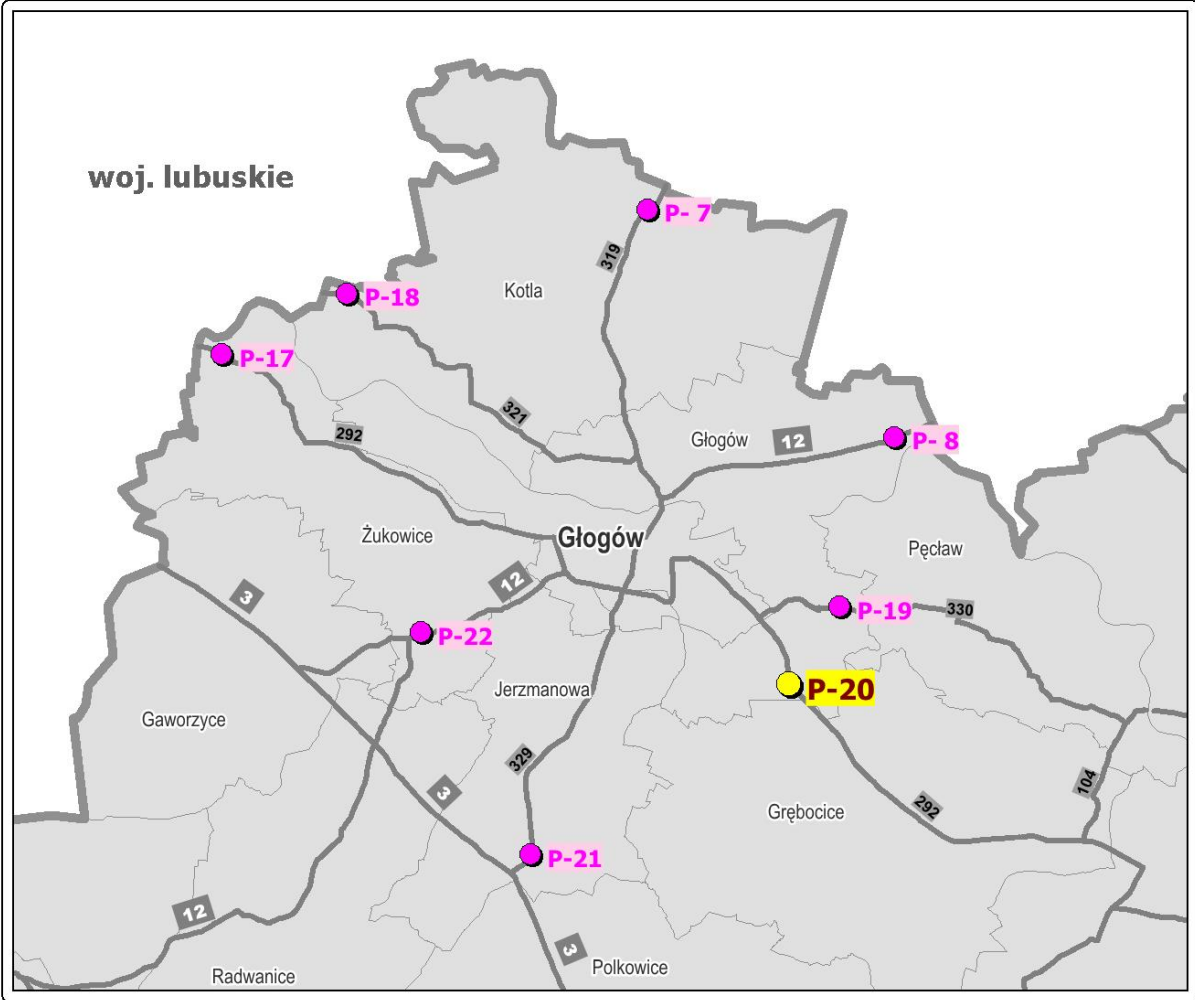 woj. lubuskie
P- 7
319
Kotla
P-18
P-17
321
292
Głogów
12
P- 8
Głogów
Żukowice
Pęcław
12
3
P-19
330
P-22
Jerzmanowa
P-20
Gaworzyce
329
3
104
292
Grębocice
P-21
12
3
Polkowice
Radwanice